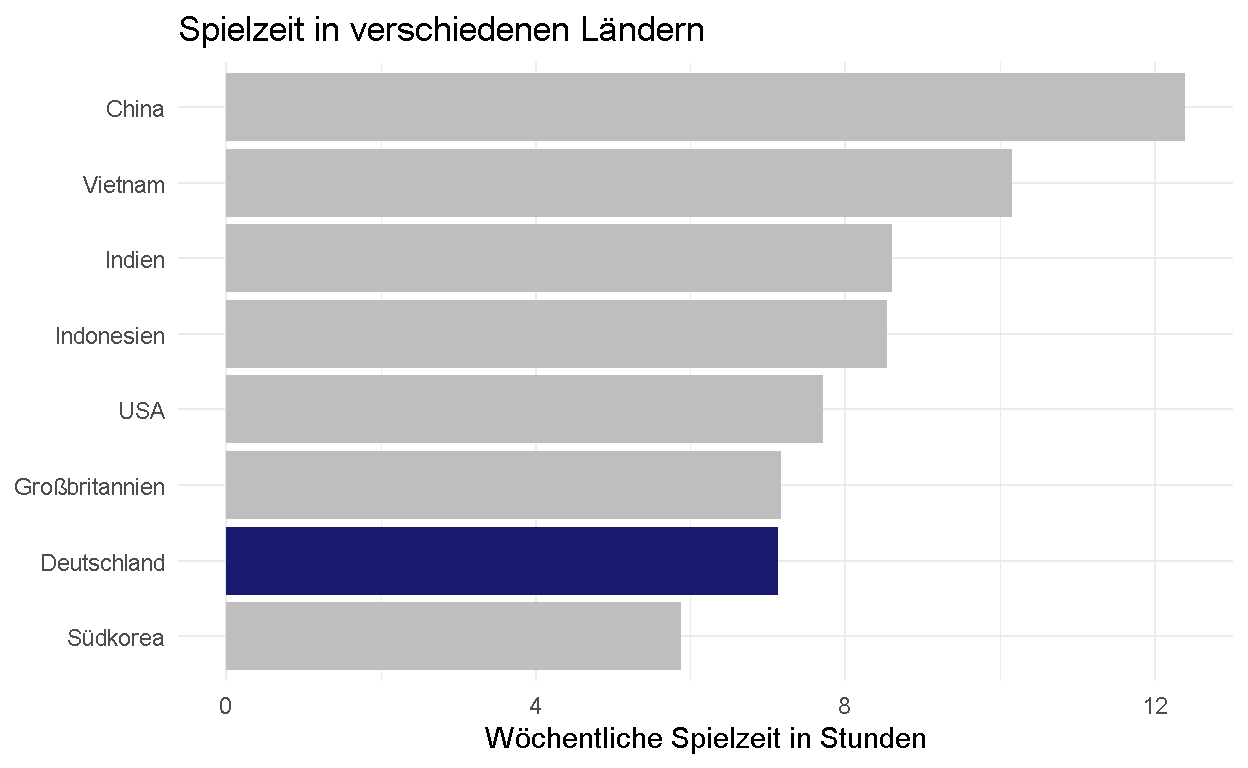 Spielzeit in verschiedenen Ländern
China
Vietnam
Indien
Indonesien
USA
Großbritannien
Deutschland
Südkorea
0 4 8 12
Wöchentliche Spielzeit in Stunden